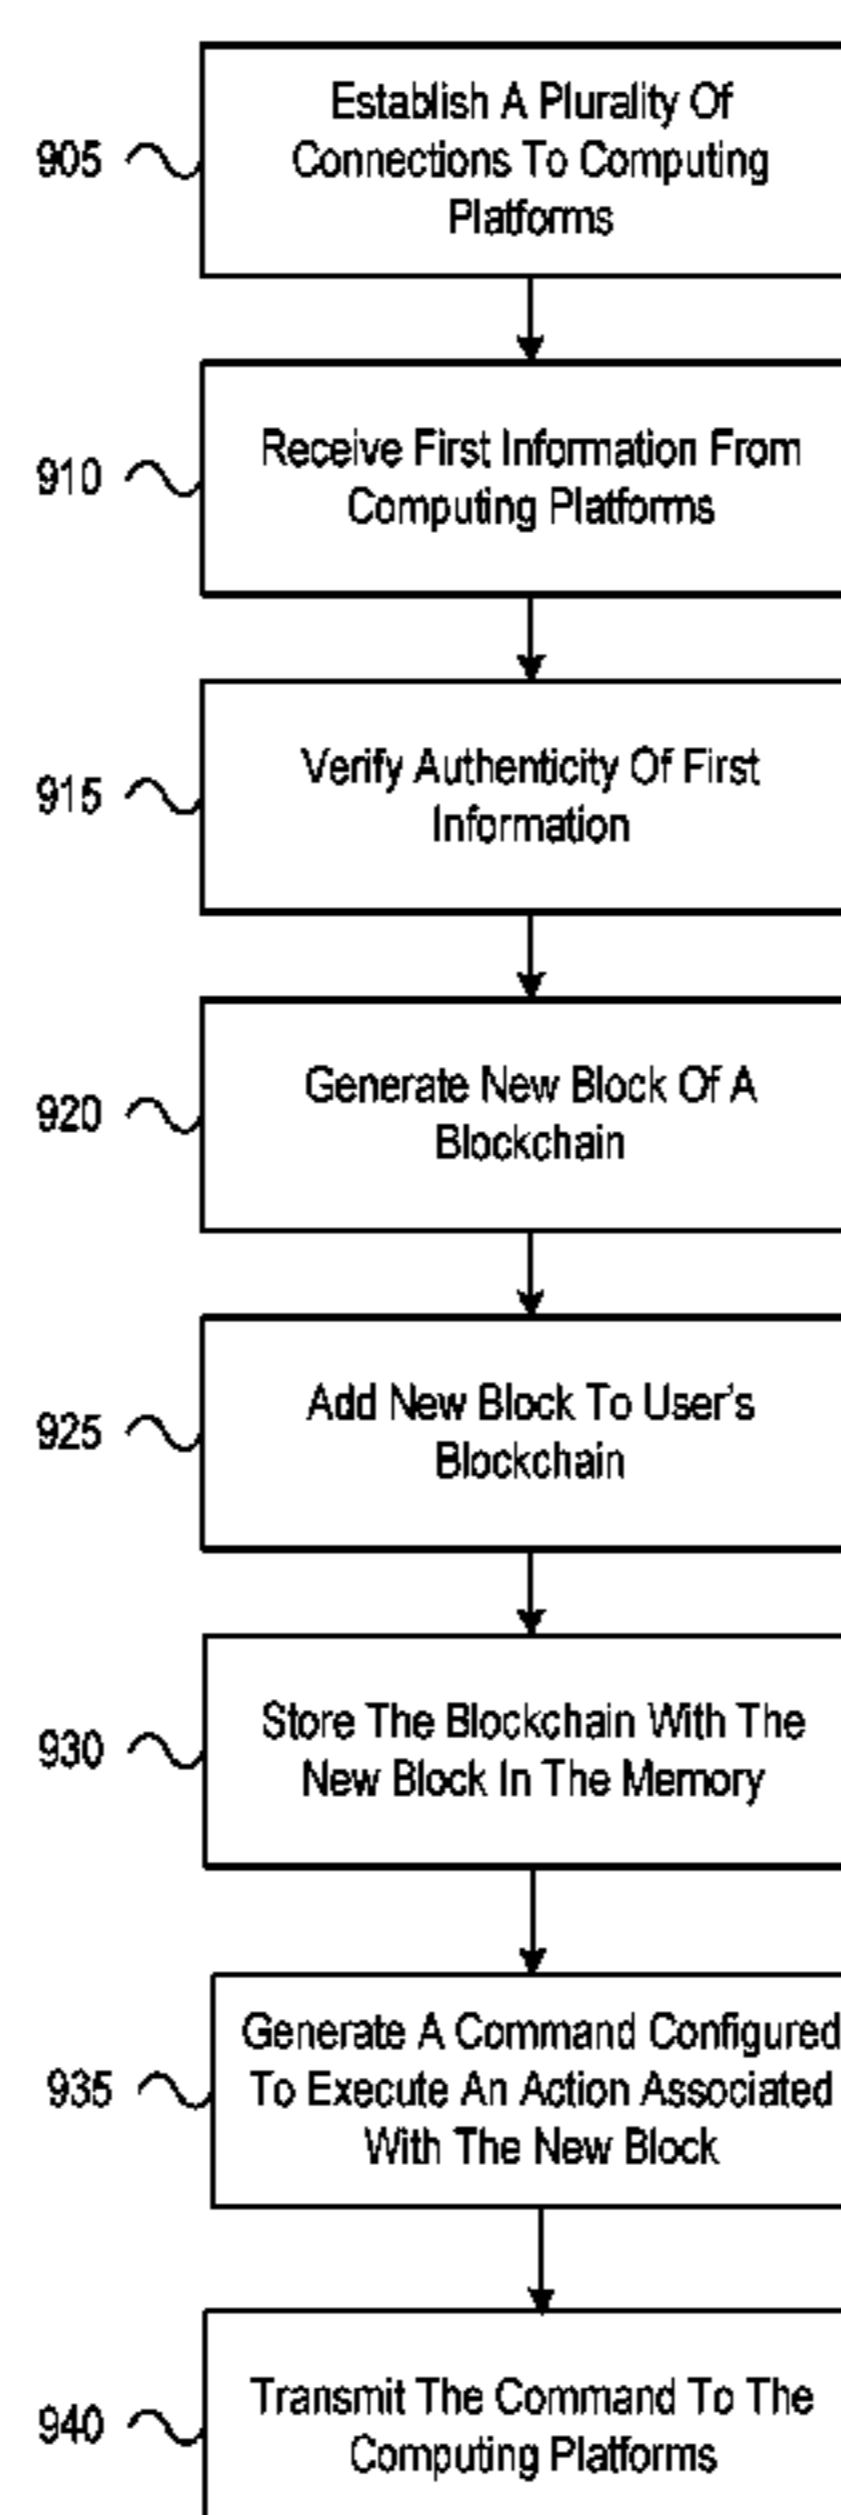 Establish A Plurality Of
905
Connections To Computing
Platforms
Receive First Information From
910
Computing Platforms
Verify Authenticity Of First
915
Information
Generate New Block Of A
920
Blockchain
Add New Block To User's
925
Blockchain
Store The Blockchain With The
930
New Block In The Memory
Generate A Command Configured
935
To Execute An Action Associated
With The New Block
Transmit The Command To The
940
Computing Platforms